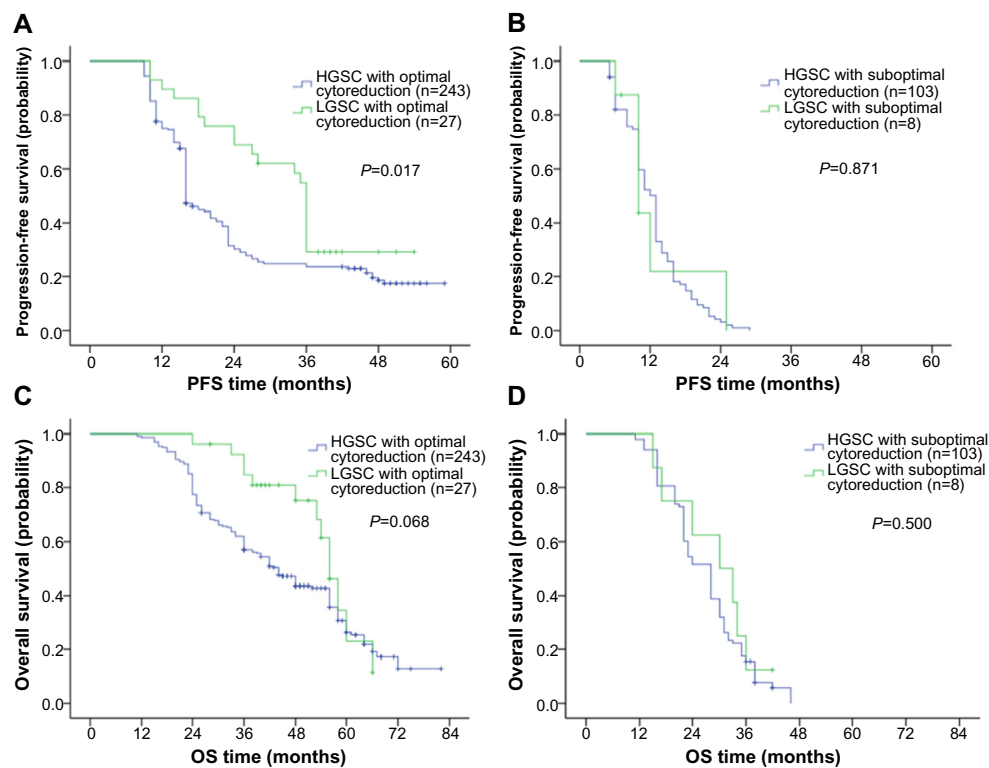 A
Progression-free survival (probability)
1.0
0.8
0.6
0.4
0.2
0.0
HGSC with optimal
cytoreduction (n=243)
LGSC with optimal
cytoreduction (n=27)
P=0.017
0 12 24 36 48 60
PFS time (months)
B
Progression-free survival (probability)
1.0
0.8
0.6
0.4
0.2
0.0
HGSC with suboptimal
cytoreduction (n=103)
LGSC with suboptimal
cytoreduction (n=8)
P=0.871
0 12 24 36 48 60
PFS time (months)
C
Overall survival (probability)
1.0
0.8
0.6
0.4
0.2
0.0
HGSC with optimal
cytoreduction (n=243)
LGSC with optimal
cytoreduction (n=27)
P=0.068
0 12 24 36 48 60 72 84
OS time (months)
D
Overall survival (probability)
1.0
0.8
0.6
0.4
0.2
0.0
HGSC with suboptimal
cytoreduction (n=103)
LGSC with suboptimal
cytoreduction (n=8)
P=0.500
0 12 24 36 48 60 72 84
OS time (months)